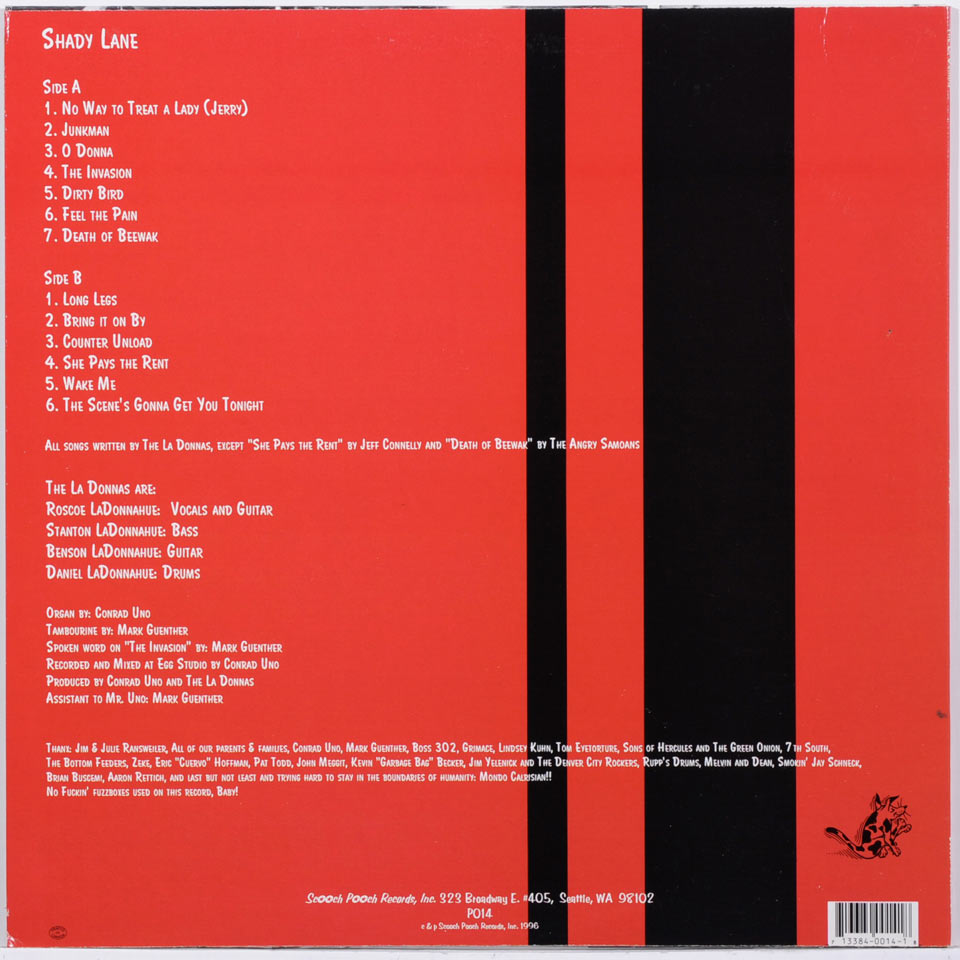 Shady Lane
Side A
1. No Way to Treat a Lady (Jerry)
2. Junkman
3. O Donna
4. The Invasion
5. Dirty Bird
6. Feel the Pain
7. Death of Beewak
Side B
1. Long Legs
2. Bring it on By
3. Counter Unload
4. She Pays the Rent
5. Wake Me
6. The Scene's Gonna Get You Tonight
All songs written by The La Donnas, except "She Pays the Rent" by Jeff Connelly and "Death of Beewak" by The Angry Samoans
The La Donnas are:
Roscoe LaDonnahue: Vocals and Guitar
Stanton LaDonnahue: Bass
Benson LaDonnahue: Guitar
Daniel LaDonnahue: Drums
Organ by: Conrad Uno
Tambourine by: Mark Guenther
Spoken word on "The Invasion" by: Mark Guenther
Recorded and Mixed at Egg Studio by Conrad Uno
Produced by Conrad Uno and The La Donnas
Assistant to Mr. Uno: Mark Guenther
Thanx: Jim & Julie Ransweiler, All of our parents & families, Conrad Uno, Mark Guenther, Boss 302, Grimace, Lindsey Kuhn, Tom Eyetorture, Sons of Hercules and The Green Onion, 7th South,
The Bottom Feeders, Zeke, Eric "Cuervo" Hoffman, Pat Todd, John Meggit, Kevin "Garbage Bag" Becker, Jim Yelenick and The Denver City Rockers, Rupp's Drums, Melvin and Dean, Smokin' Jay Schneck,
Brian Buscemi, Aaron Rettich, and last but not least and trying hard to stay in the boundaries of humanity: Mondo Calrisian!!
No Fuckin' fuzzboxes used on this record, Baby!
Scooch Pooch Records, Inc. 323 Broadway E. #405, Seattle, WA 98102
PO14
c & p Scooch Pooch Records, Inc. 1996
7 13384-0014-1 8